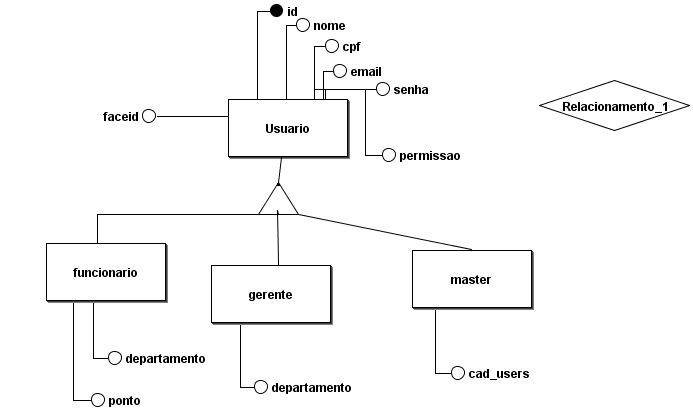 id
nome
cpf
email
senha
faceid
Usuario
Relacionamento_1
permissao
funcionario
gerente
master
departamento
cad_users
departamento
ponto